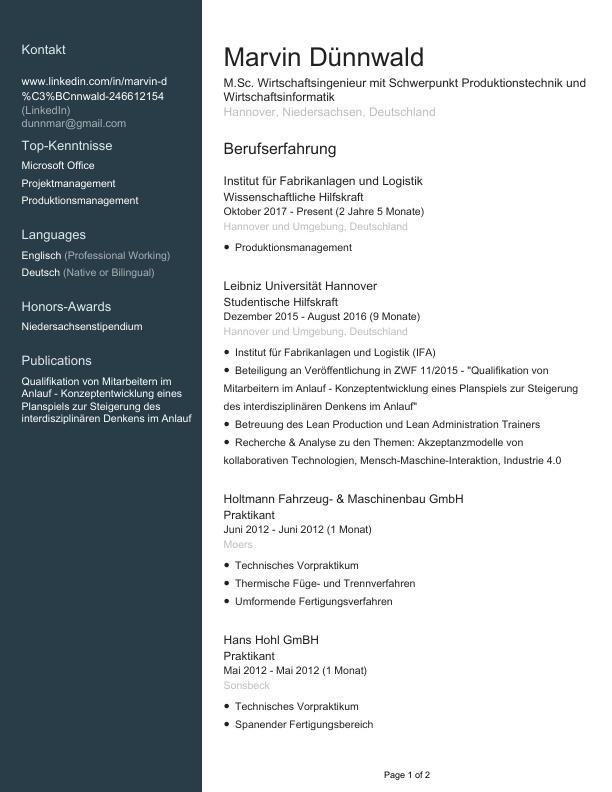 Kontakt
www.linkedin.com/in/marvin-d
%C3%BCnnwald-246612154
(LinkedIn)
dunnmar@gmail.com
Top-Kenntnisse
Microsoft Office
Projektmanagement
Produktionsmanagement
Languages
Englisch (Professional Working)
Deutsch (Native or Bilingual)
Honors-Awards
Niedersachsenstipendium
Publications
Qualifikation von Mitarbeitern im
Anlauf - Konzeptentwicklung eines
Planspiels zur Steigerung des
interdisziplinären Denkens im Anlauf
Marvin Dünnwald
M.Sc. Wirtschaftsingenieur mit Schwerpunkt Produktionstechnik und
Wirtschaftsinformatik
Hannover, Niedersachsen, Deutschland
Berufserfahrung
Institut für Fabrikanlagen und Logistik
Wissenschaftliche Hilfskraft
Oktober 2017 - Present (2 Jahre 5 Monate)
Hannover und Umgebung, Deutschland
● Produktionsmanagement
Leibniz Universität Hannover
Studentische Hilfskraft
Dezember 2015 - August 2016 (9 Monate)
Hannover und Umgebung, Deutschland
● Institut für Fabrikanlagen und Logistik (IFA)
● Beteiligung an Veröffentlichung in ZWF 11/2015 - "Qualifikation von
Mitarbeitern im Anlauf - Konzeptentwicklung eines Planspiels zur Steigerung
des interdisziplinären Denkens im Anlauf"
● Betreuung des Lean Production und Lean Administration Trainers
● Recherche & Analyse zu den Themen: Akzeptanzmodelle von
kollaborativen Technologien, Mensch-Maschine-Interaktion, Industrie 4.0
Holtmann Fahrzeug- & Maschinenbau GmbH
Praktikant
Juni 2012 - Juni 2012 (1 Monat)
Moers
● Technisches Vorpraktikum
● Thermische Füge- und Trennverfahren
● Umformende Fertigungsverfahren
Hans Hohl GmBH
Praktikant
Mai 2012 - Mai 2012 (1 Monat)
Sonsbeck
● Technisches Vorpraktikum
● Spanender Fertigungsbereich
Page 1 of 2